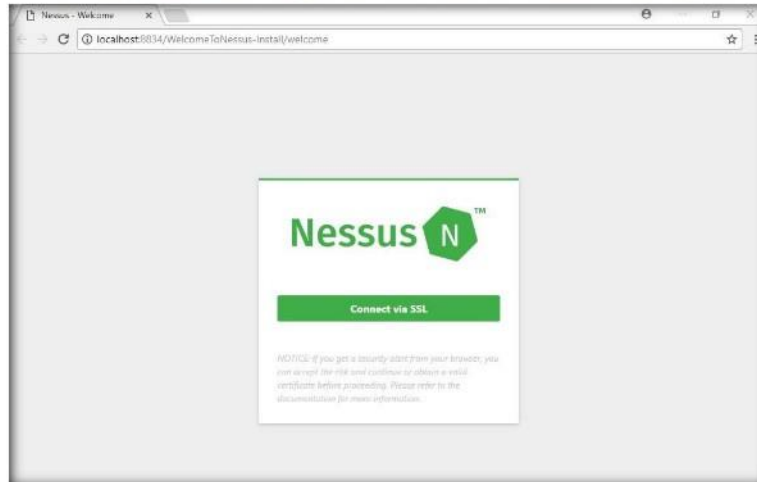 Nessus - Welcome
localhost:8834/WelcomeToNessus-Install/welcome
Nessus N ™
Connect via SSL
NOTICE: If you get a security alert from your browser, you
can accept the risk and continue or obtain a valid
certificate before proceeding. Please refer to the
documentation for more information.